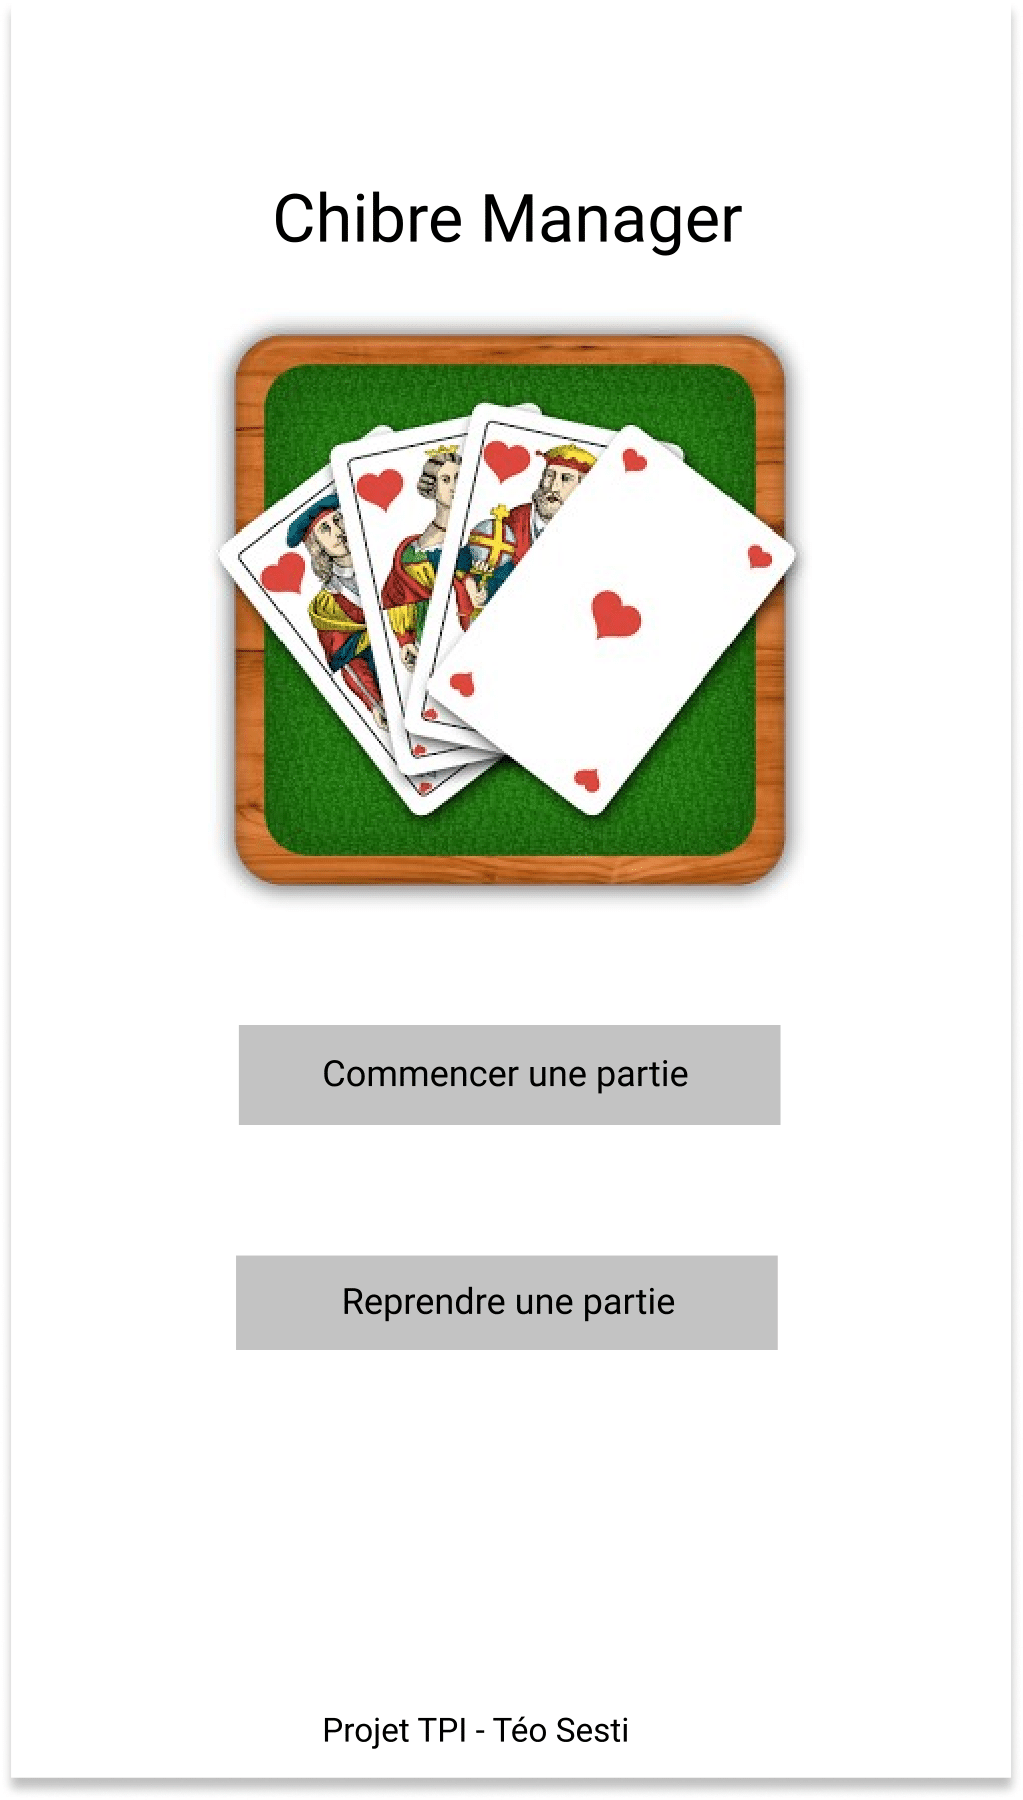 Chibre Manager
Commencer une partie
Reprendre une partie
Projet TPI - Téo Sesti